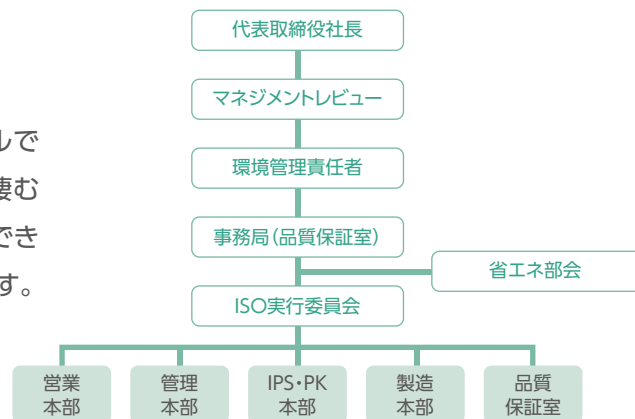 代表取締役社長
マネジメントレビュー
環境管理責任者
事務局（品質保証室）
省エネ部会
ISO実行委員会
営業
本部
管理
本部
IPS・PK
本部
製造
本部
品質
保証室
ルで
棲む
でき
す。